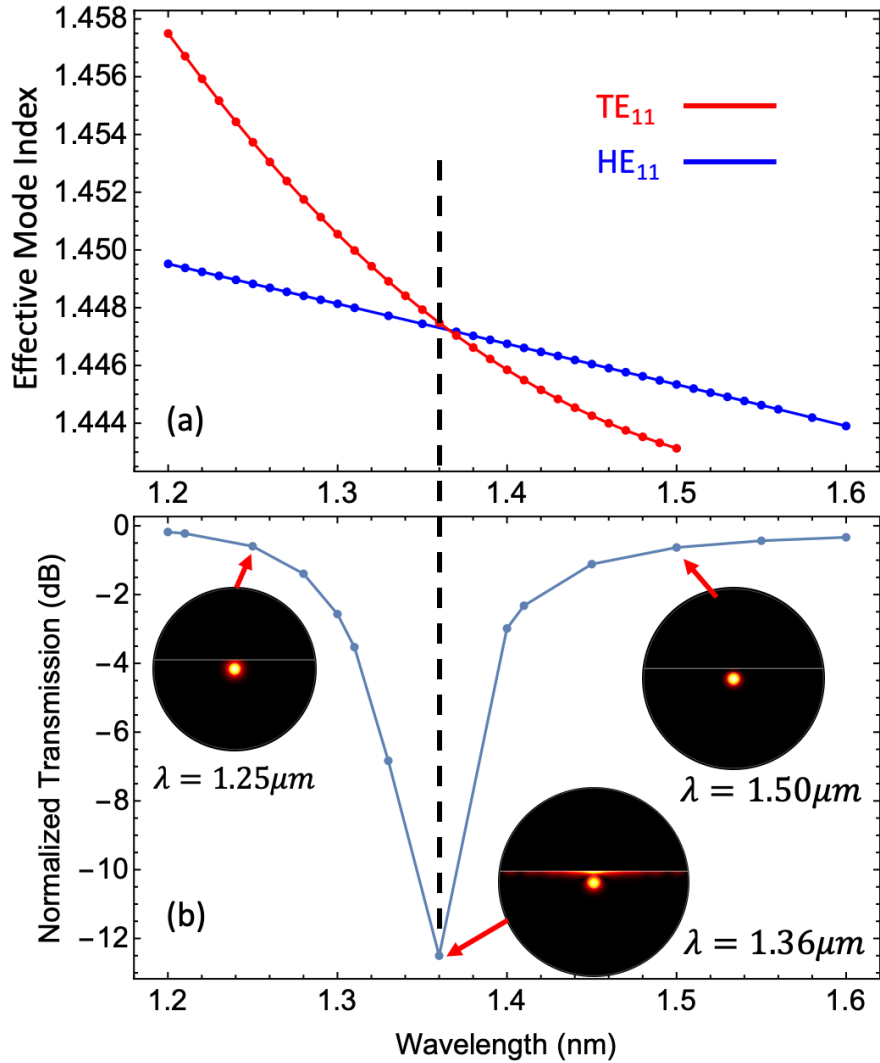 1.458
1.456
1.454
1.452
1.450
1.448
1.446
1.444
Effective Mode Index
TE₁₁
HE₁₁
(a)
1.2 1.3 1.4 1.5 1.6
0
−2
−4
−6
−8
−10
−12
Normalized Transmission (dB)
λ = 1.25μm
λ = 1.50μm
λ = 1.36μm
(b)
1.2 1.3 1.4 1.5 1.6
Wavelength (nm)